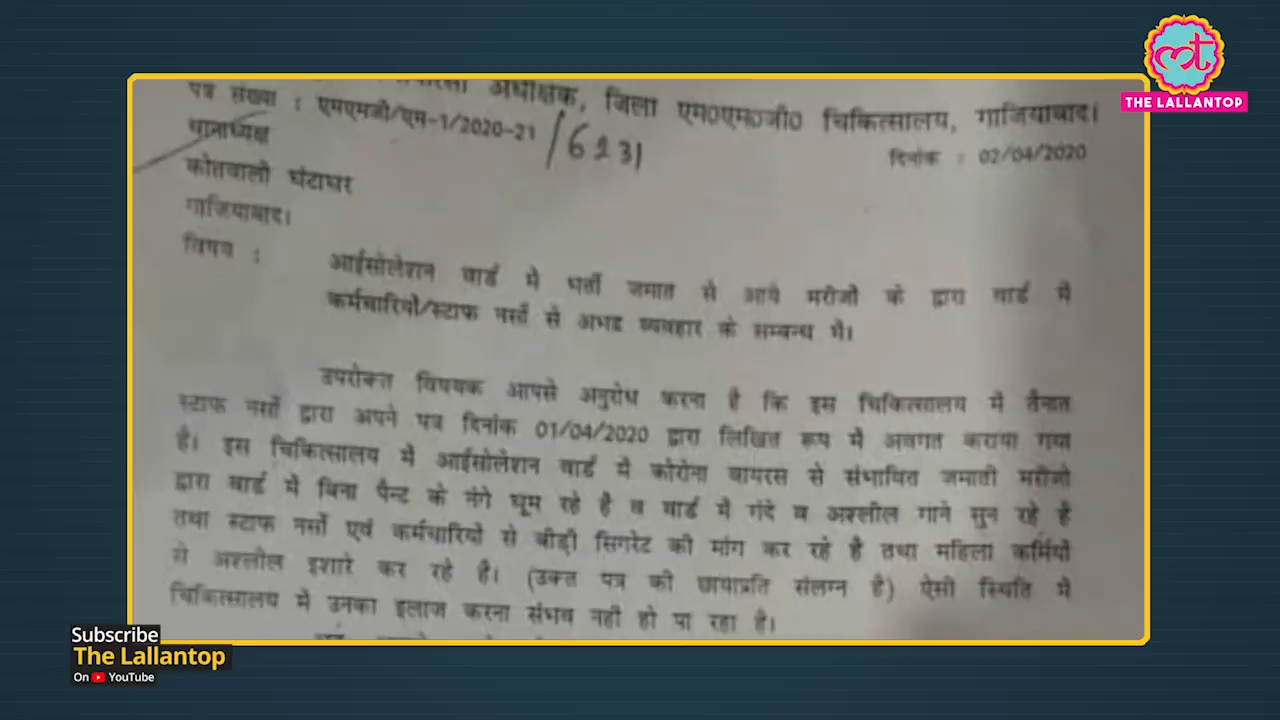 अधीक्षक, जिला एम०एम०जी० चिकित्सालय, गाजियाबाद।
पत्र संख्या : एमएमजी/एम-1/2020-21 /6231
दिनांक : 02/04/2020
थानाध्यक्ष
कोतवाली घंटाघर
गाजियाबाद।
विषय :
आईसोलेशन वार्ड में भर्ती जमात से आये मरीजो के द्वारा वार्ड में
कर्मचारियों/स्टाफ नर्सों से अभद्र व्यवहार के सम्बन्ध में।
उपरोक्त विषयक आपसे अनुरोध करना है कि इस चिकित्सालय में तैनात
स्टाफ नर्सों द्वारा अपने पत्र दिनांक 01/04/2020 द्वारा लिखित रूप में अवगत कराया गया
है। इस चिकित्सालय में आईसोलेशन वार्ड में कोरोना वायरस से संभावित जमाती मरीजो
द्वारा वार्ड में बिना पैन्ट के नंगे घूम रहे है व वार्ड में गंदे व अश्लील गाने सुन रहे है
तथा स्टाफ नर्सों एवं कर्मचारियों से बीड़ी सिगरेट की मांग कर रहे है तथा महिला कर्मियों
से अश्लील इशारे कर रहे है। (उक्त पत्र की छायाप्रति संलग्न है) ऐसी स्थिति में
चिकित्सालय में उनका इलाज करना संभव नही हो पा रहा है।
THE LALLANTOP
Subscribe
The Lallantop
On YouTube